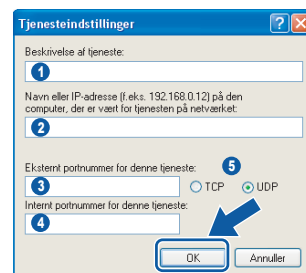 Tjenesteindstillinger
Beskrivelse af tjeneste:
1
Navn eller IP-adresse (f.eks. 192.168.0.12) på den
computer, der er vært for tjenesten på netværket:
2
Eksternt portnummer for denne tjeneste:
5
3
TCP
UDP
Internt portnummer for denne tjeneste:
4
OK
Annuller